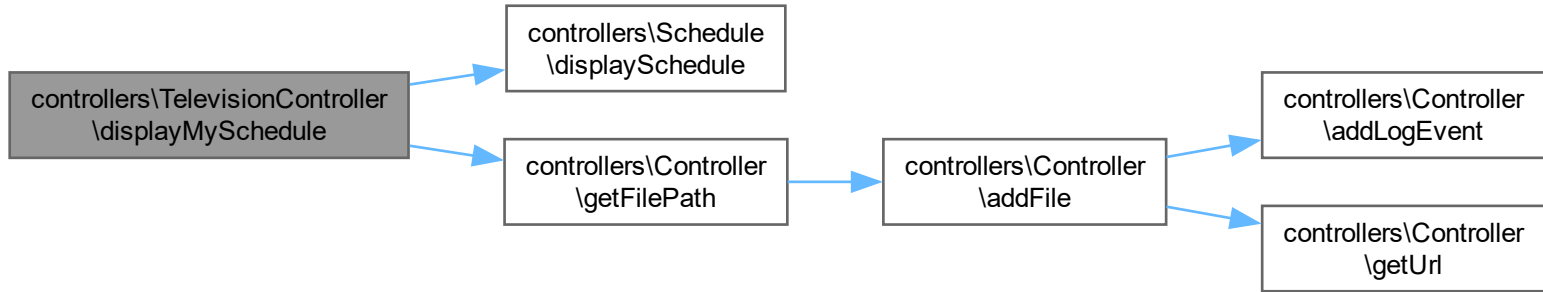 controllers\TelevisionController
\displayMySchedule
controllers\Schedule
\displaySchedule
controllers\Controller
\getFilePath
controllers\Controller
\addFile
controllers\Controller
\addLogEvent
controllers\Controller
\getUrl